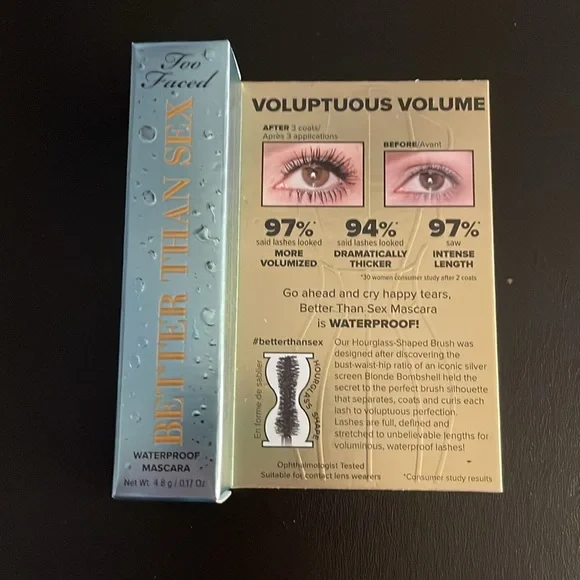 Too
Faced
BETTER THAN SEX
WATERPROOF
MASCARA
Net Wt. 4.8 g / 0.17 Oz.
VOLUPTUOUS VOLUME
AFTER 3 coats/
Après 3 applications
BEFORE/Avant
97%*
said lashes looked
MORE
VOLUMIZED
94%*
said lashes looked
DRAMATICALLY
THICKER
97%*
saw
INTENSE
LENGTH
*30 women consumer study after 2 coats
Go ahead and cry happy tears,
Better Than Sex Mascara
is WATERPROOF!
#betterthansex
En forme de sablier
HOURGLASS SHAPE
Our Hourglass-Shaped Brush was
designed after discovering the
bust-waist-hip ratio of an iconic silver
screen Blonde Bombshell held the
secret to the perfect brush silhouette
that separates, coats and curls each
lash to voluptuous perfection.
Lashes are full, defined and
stretched to unbelievable lengths for
voluminous, waterproof lashes!
Ophthalmologist Tested
Suitable for contact lens wearers
*Consumer study results